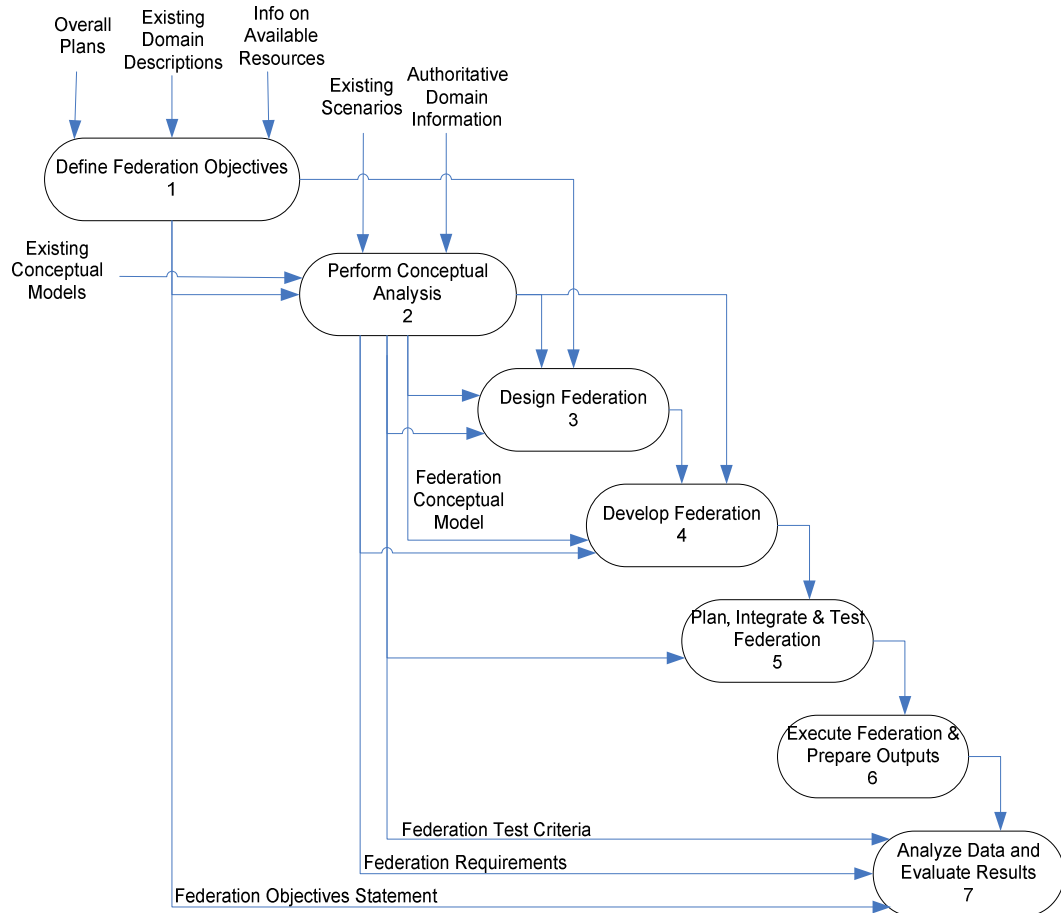 Overall
Plans
Existing
Domain
Descriptions
Info on
Available
Resources
Existing
Scenarios
Authoritative
Domain
Information
Define Federation Objectives
1
Existing
Conceptual
Models
Perform Conceptual
Analysis
2
Design Federation
3
Federation
Conceptual
Model
Develop Federation
4
Plan, Integrate & Test
Federation
5
Execute Federation &
Prepare Outputs
6
Federation Test Criteria
Federation Requirements
Federation Objectives Statement
Analyze Data and
Evaluate Results
7